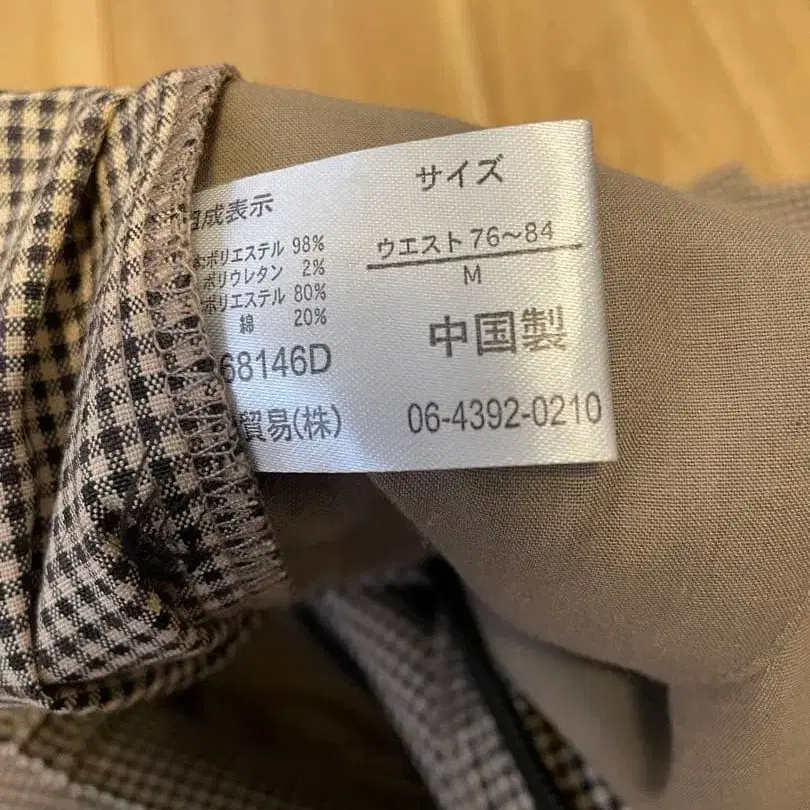 サイズ
成表示
ポリエステル 98%
ポリウレタン 2%
ポリエステル 80%
綿 20%
ウエスト 76～84
M
中国製
68146D
貿易(株)
06-4392-0210